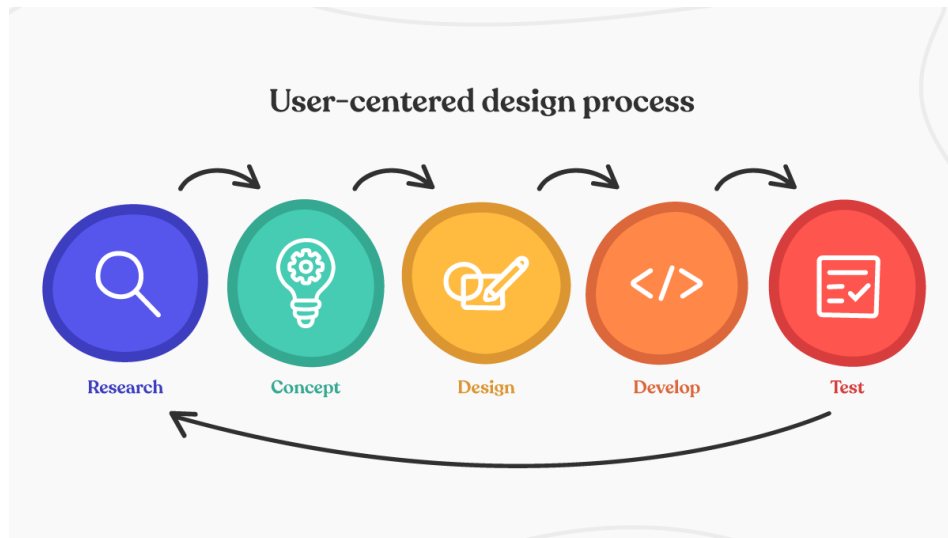 User-centered design process
Research
Concept
Design
Develop
Test